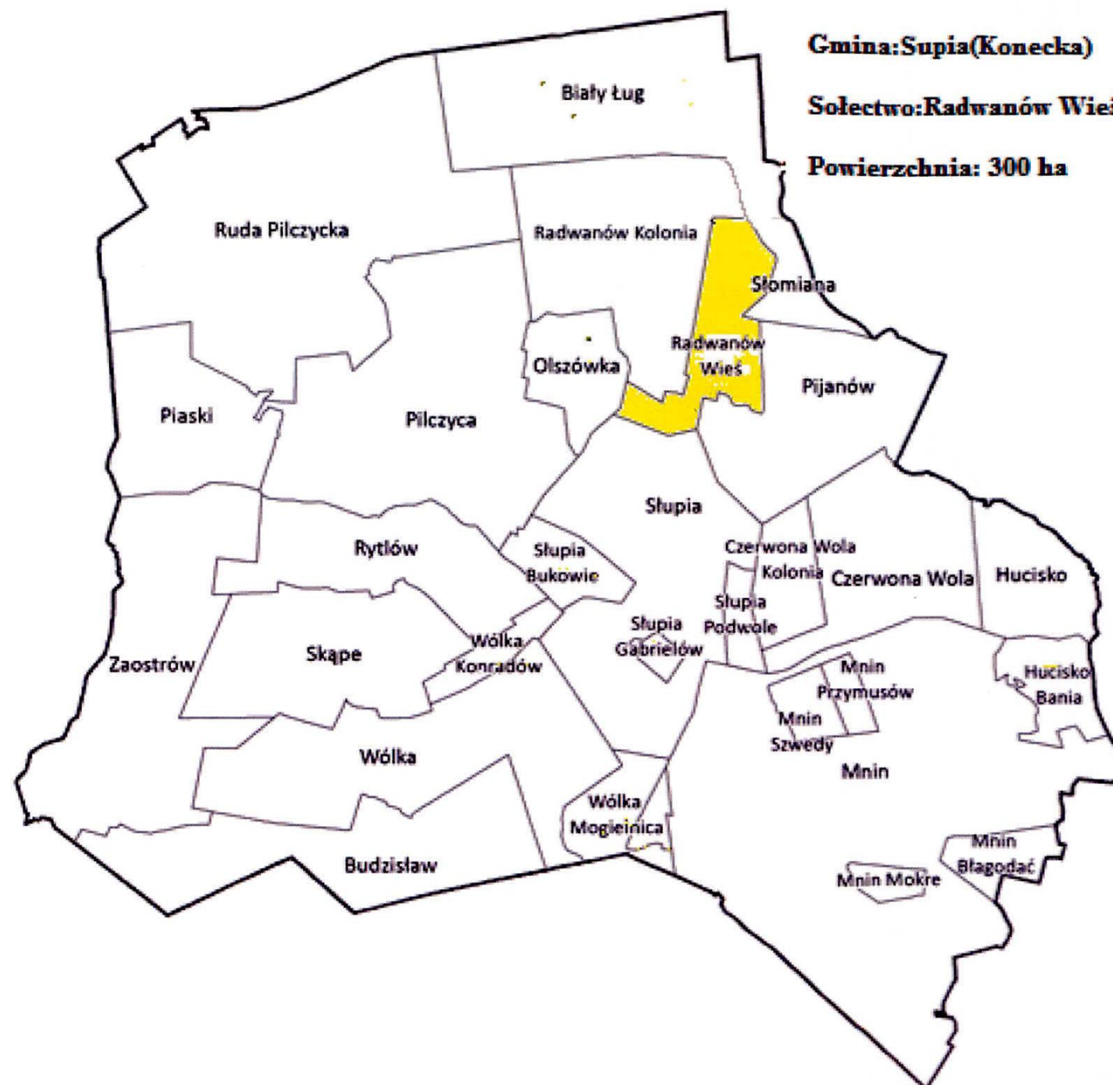 Gmina:Supia(Konecka)
Sołectwo:Radwanów Wieś
Powierzchnia: 300 ha
Biały Ług
Ruda Pilczycka
Radwanów Kolonia
Słomiana
Radwanów
Wieś
Olszówka
Pijanów
Piaski
Pilczyca
Słupia
Rytlów
Słupia
Bukowie
Czerwona Wola
Kolonia
Czerwona Wola
Hucisko
Słupia
Podwole
Słupia
Gabrielów
Wólka
Konradów
Skąpe
Zaostrów
Mnin
Przymusów
Hucisko
Bania
Mnin
Szwedy
Wólka
Mnin
Wólka
Mogielnica
Budzisław
Mnin
Błagodać
Mnin Mokre